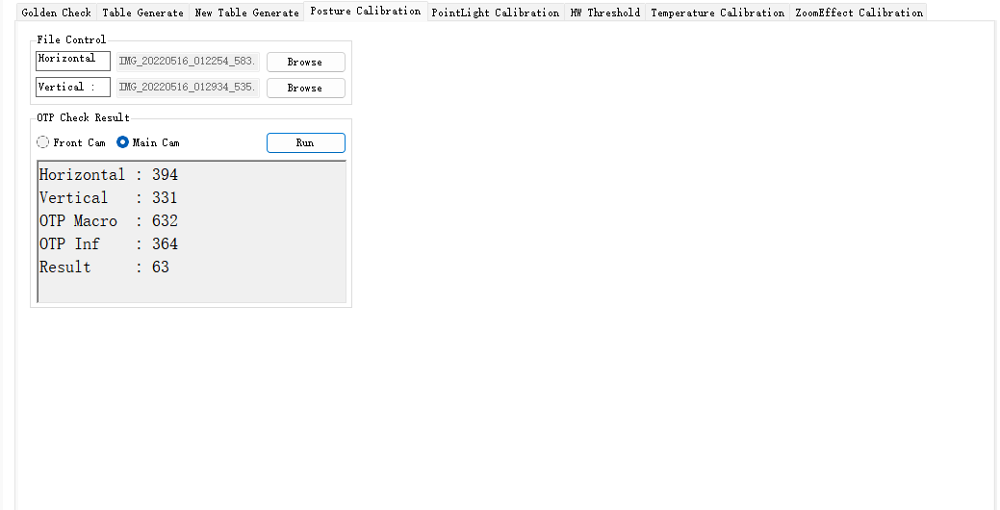 Golden Check Table Generate New Table Generate Posture Calibration PointLight Calibration HW Threshold Temperature Calibration ZoomEffect Calibration
File Control
Horizontal IMG_20220516_012254_583. Browse
Vertical : IMG_20220516_012934_535. Browse
OTP Check Result
Front Cam Main Cam Run
Horizontal : 394
Vertical : 331
OTP Macro : 632
OTP Inf : 364
Result : 63